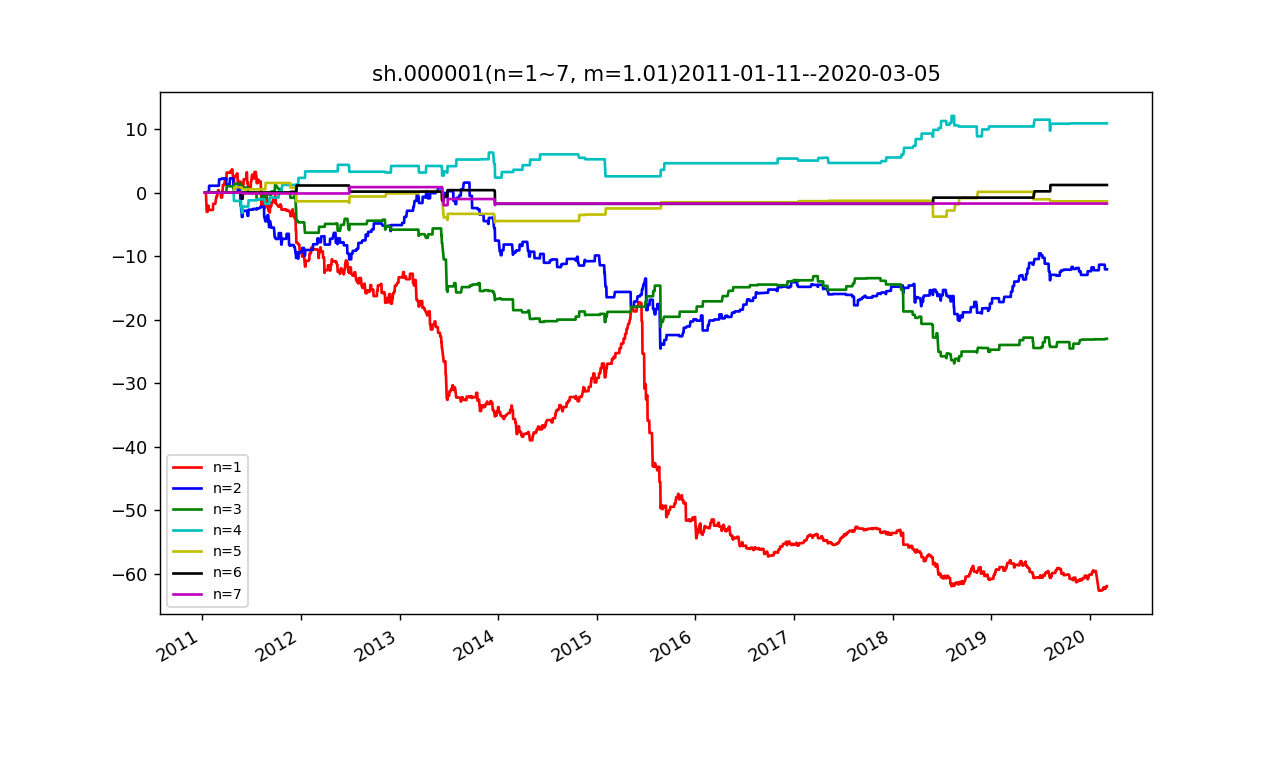 sh.000001(n=1~7, m=1.01)2011-01-11--2020-03-05
10
0
−10
−20
−30
−40
−50
−60
n=1
n=2
n=3
n=4
n=5
n=6
n=7
2011
2012
2013
2014
2015
2016
2017
2018
2019
2020